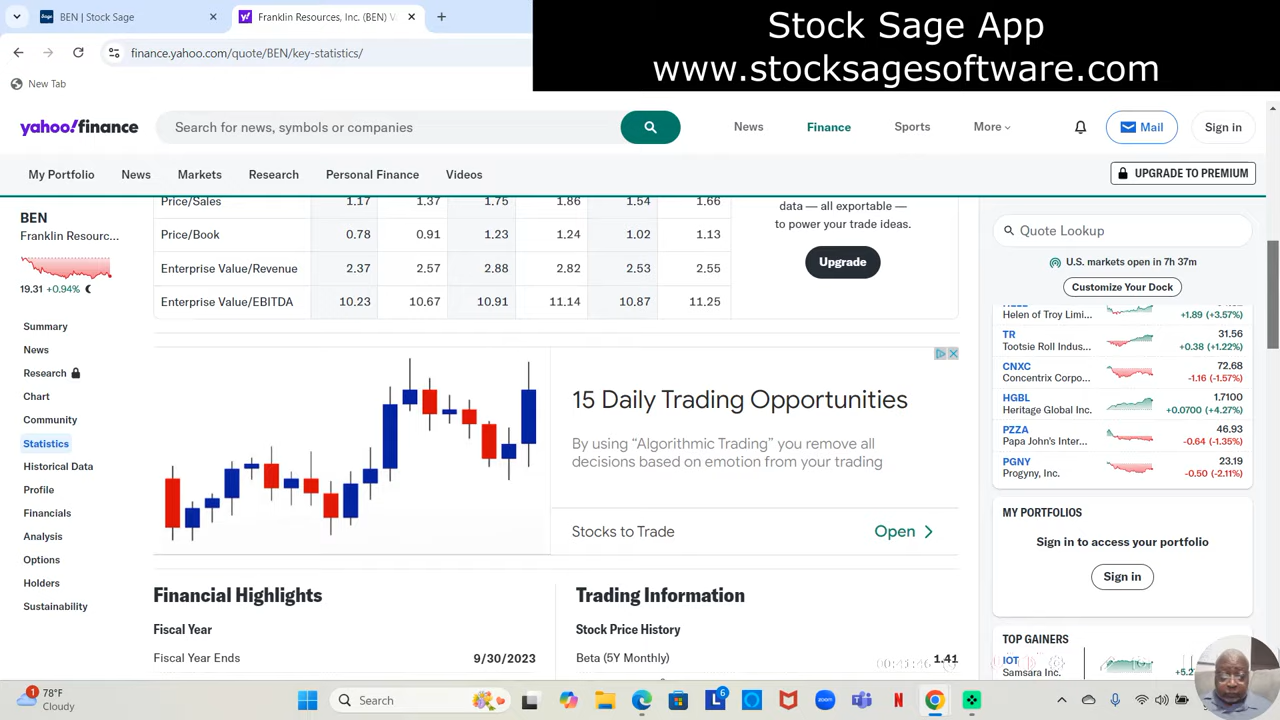 BEN | Stock Sage
Franklin Resources, Inc. (BEN) V
Stock Sage App
www.stocksagesoftware.com
finance.yahoo.com/quote/BEN/key-statistics/
New Tab
yahoo!finance
Search for news, symbols or companies
News
Finance
Sports
More
Mail
Sign in
My Portfolio
News
Markets
Research
Personal Finance
Videos
UPGRADE TO PREMIUM
BEN
Franklin Resourc...
19.31 +0.94%
Summary
News
Research
Chart
Community
Statistics
Historical Data
Profile
Financials
Analysis
Options
Holders
Sustainability
Price/Sales 1.17 1.37 1.75 1.86 1.54 1.66
Price/Book 0.78 0.91 1.23 1.24 1.02 1.13
Enterprise Value/Revenue 2.37 2.57 2.88 2.82 2.53 2.55
Enterprise Value/EBITDA 10.23 10.67 10.91 11.14 10.87 11.25
data — all exportable —
to power your trade ideas.
Upgrade
15 Daily Trading Opportunities
By using “Algorithmic Trading” you remove all
decisions based on emotion from your trading
Stocks to Trade
Open
Financial Highlights
Fiscal Year
Fiscal Year Ends 9/30/2023
Trading Information
Stock Price History
Beta (5Y Monthly) 1.41
Quote Lookup
U.S. markets open in 7h 37m
Customize Your Dock
Helen of Troy Limi... +1.89 (+3.57%)
TR 31.56
Tootsie Roll Indus... +0.38 (+1.22%)
CNXC 72.68
Concentrix Corpo... -1.16 (-1.57%)
HGBL 1.7100
Heritage Global Inc. +0.0700 (+4.27%)
PZZA 46.93
Papa John's Inter... -0.64 (-1.35%)
PGNY 23.19
Progyny, Inc. -0.50 (-2.11%)
MY PORTFOLIOS
Sign in to access your portfolio
Sign in
TOP GAINERS
IOT
Samsara Inc.
1
78°F
Cloudy
Search
6
zoom